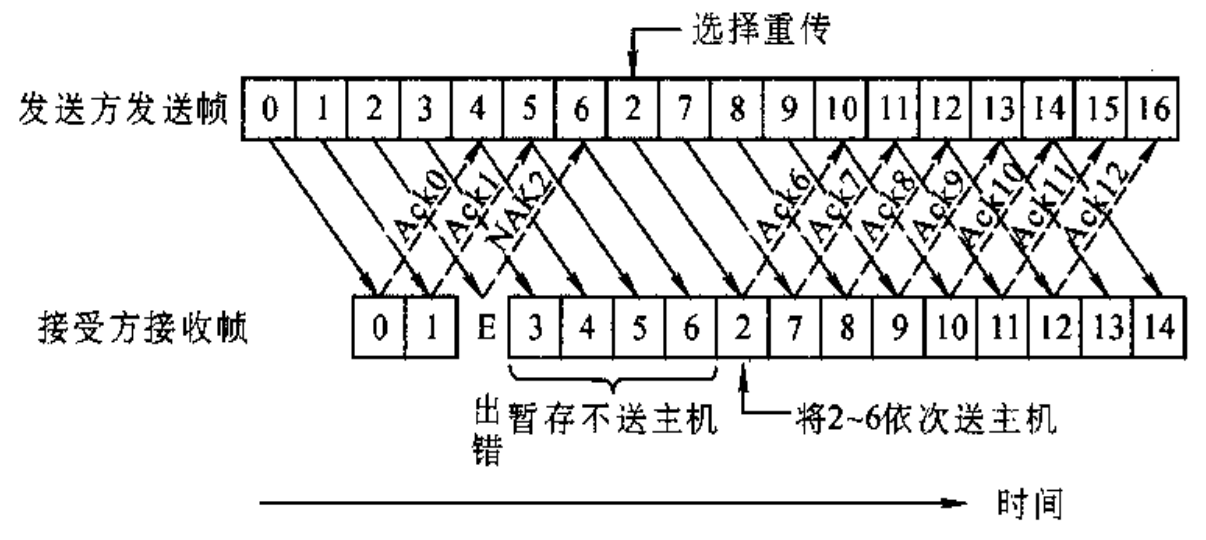 选择重传
发送方发送帧 0 1 2 3 4 5 6 2 7 8 9 10 11 12 13 14 15 16
Ack0 Ack1 NAK2 Ack6 Ack7 Ack8 Ack9 Ack10 Ack11 Ack12
接受方接收帧 0 1 E 3 4 5 6 2 7 8 9 10 11 12 13 14
出错 暂存不送主机 将2~6依次送主机
时间